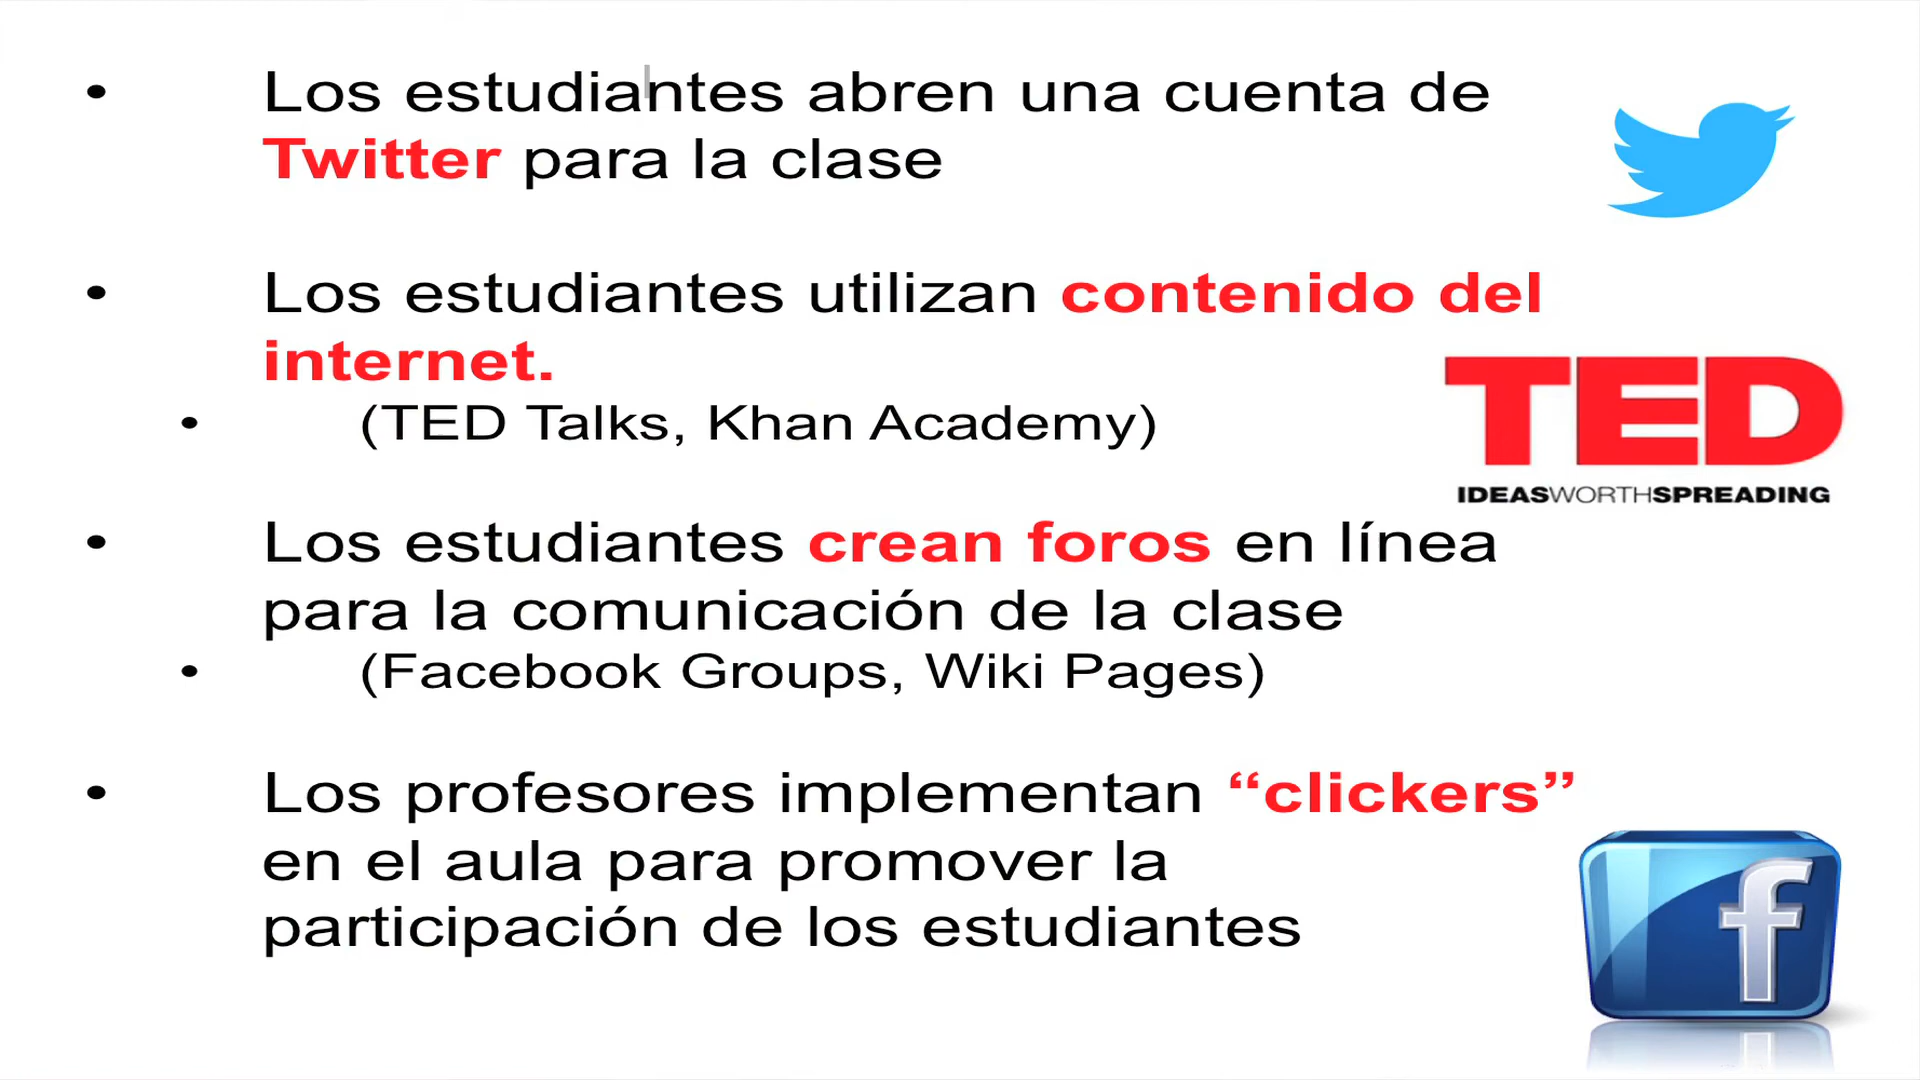 • Los estudiantes abren una cuenta de
Twitter para la clase
• Los estudiantes utilizan contenido del
internet.
• (TED Talks, Khan Academy)
TED
IDEASWORTHSPREADING
• Los estudiantes crean foros en línea
para la comunicación de la clase
• (Facebook Groups, Wiki Pages)
• Los profesores implementan “clickers”
en el aula para promover la
participación de los estudiantes
f